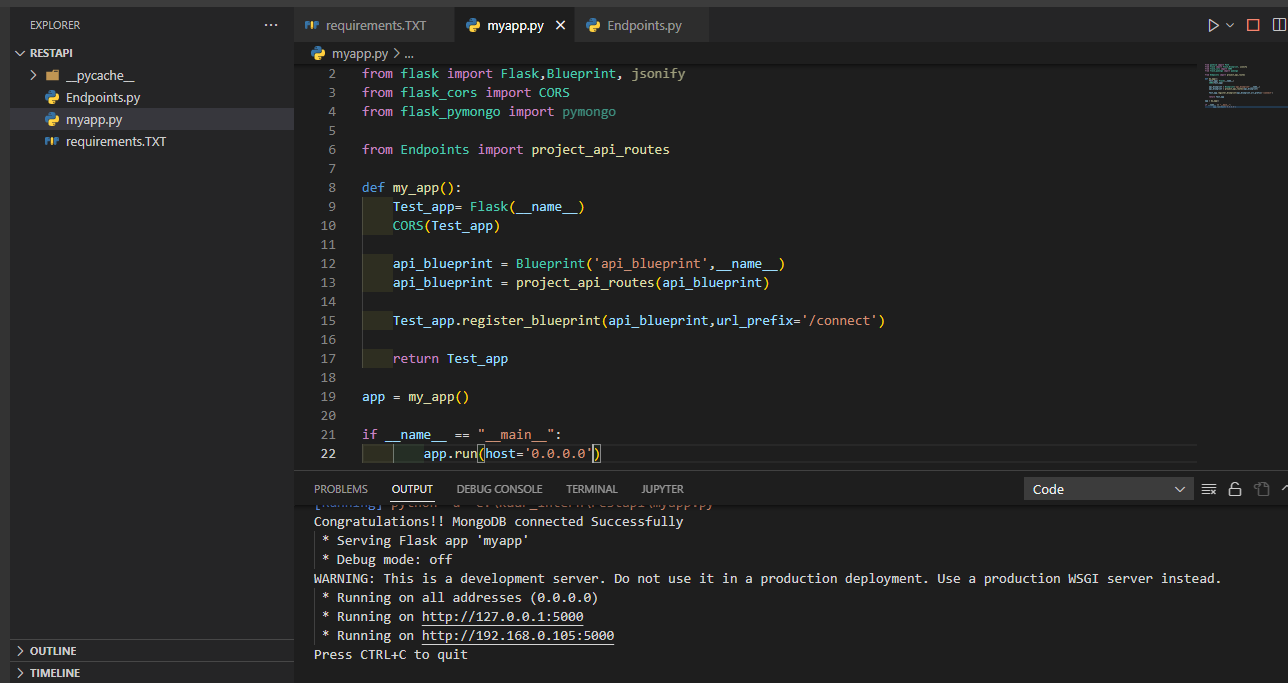 EXPLORER
RESTAPI
__pycache__
Endpoints.py
myapp.py
requirements.TXT
OUTLINE
TIMELINE
requirements.TXT
myapp.py
Endpoints.py
myapp.py > ...
2 from flask import Flask,Blueprint, jsonify
3 from flask_cors import CORS
4 from flask_pymongo import pymongo
5
6 from Endpoints import project_api_routes
7
8 def my_app():
9 Test_app= Flask(__name__)
10 CORS(Test_app)
11
12 api_blueprint = Blueprint('api_blueprint',__name__)
13 api_blueprint = project_api_routes(api_blueprint)
14
15 Test_app.register_blueprint(api_blueprint,url_prefix='/connect')
16
17 return Test_app
18
19 app = my_app()
20
21 if __name__ == "__main__":
22 app.run(host='0.0.0.0')
PROBLEMS OUTPUT DEBUG CONSOLE TERMINAL JUPYTER Code
[Running] python
Congratulations!! MongoDB connected Successfully
* Serving Flask app 'myapp'
* Debug mode: off
WARNING: This is a development server. Do not use it in a production deployment. Use a production WSGI server instead.
* Running on all addresses (0.0.0.0)
* Running on http://127.0.0.1:5000
* Running on http://192.168.0.105:5000
Press CTRL+C to quit